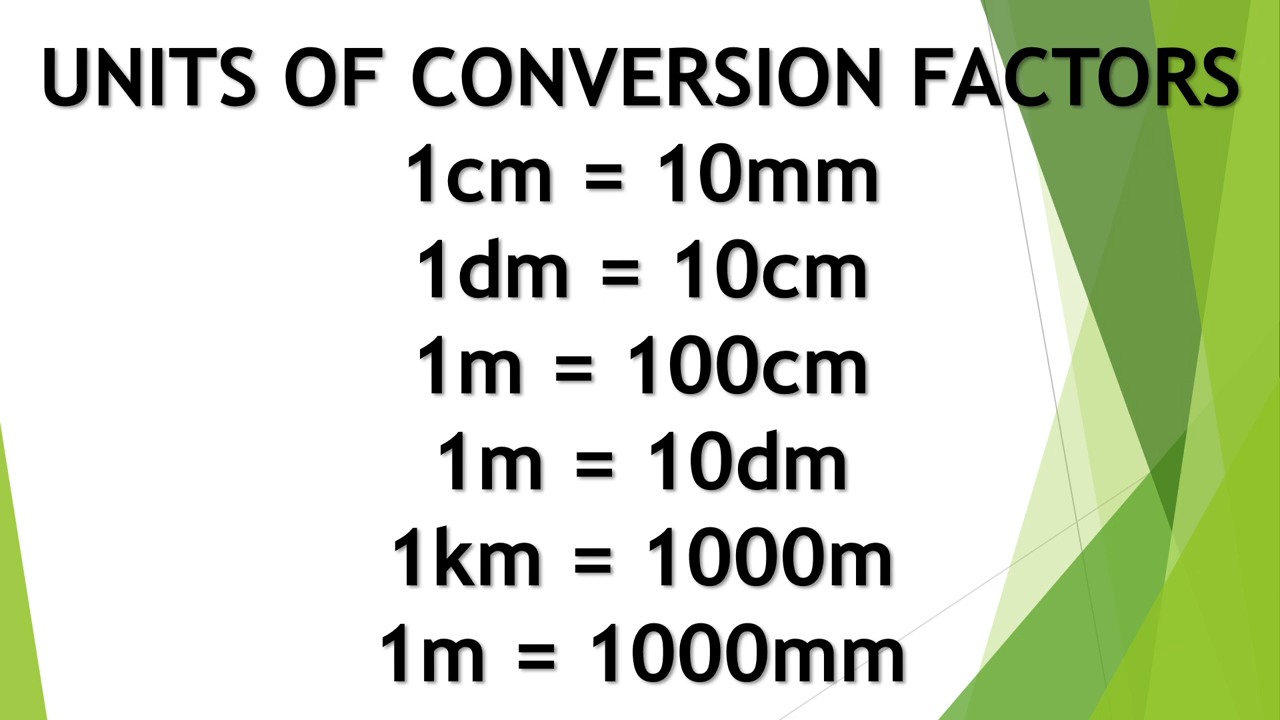 UNITS OF CONVERSION FACTORS
1cm = 10mm
1dm = 10cm
1m = 100cm
1m = 10dm
1km = 1000m
1m = 1000mm